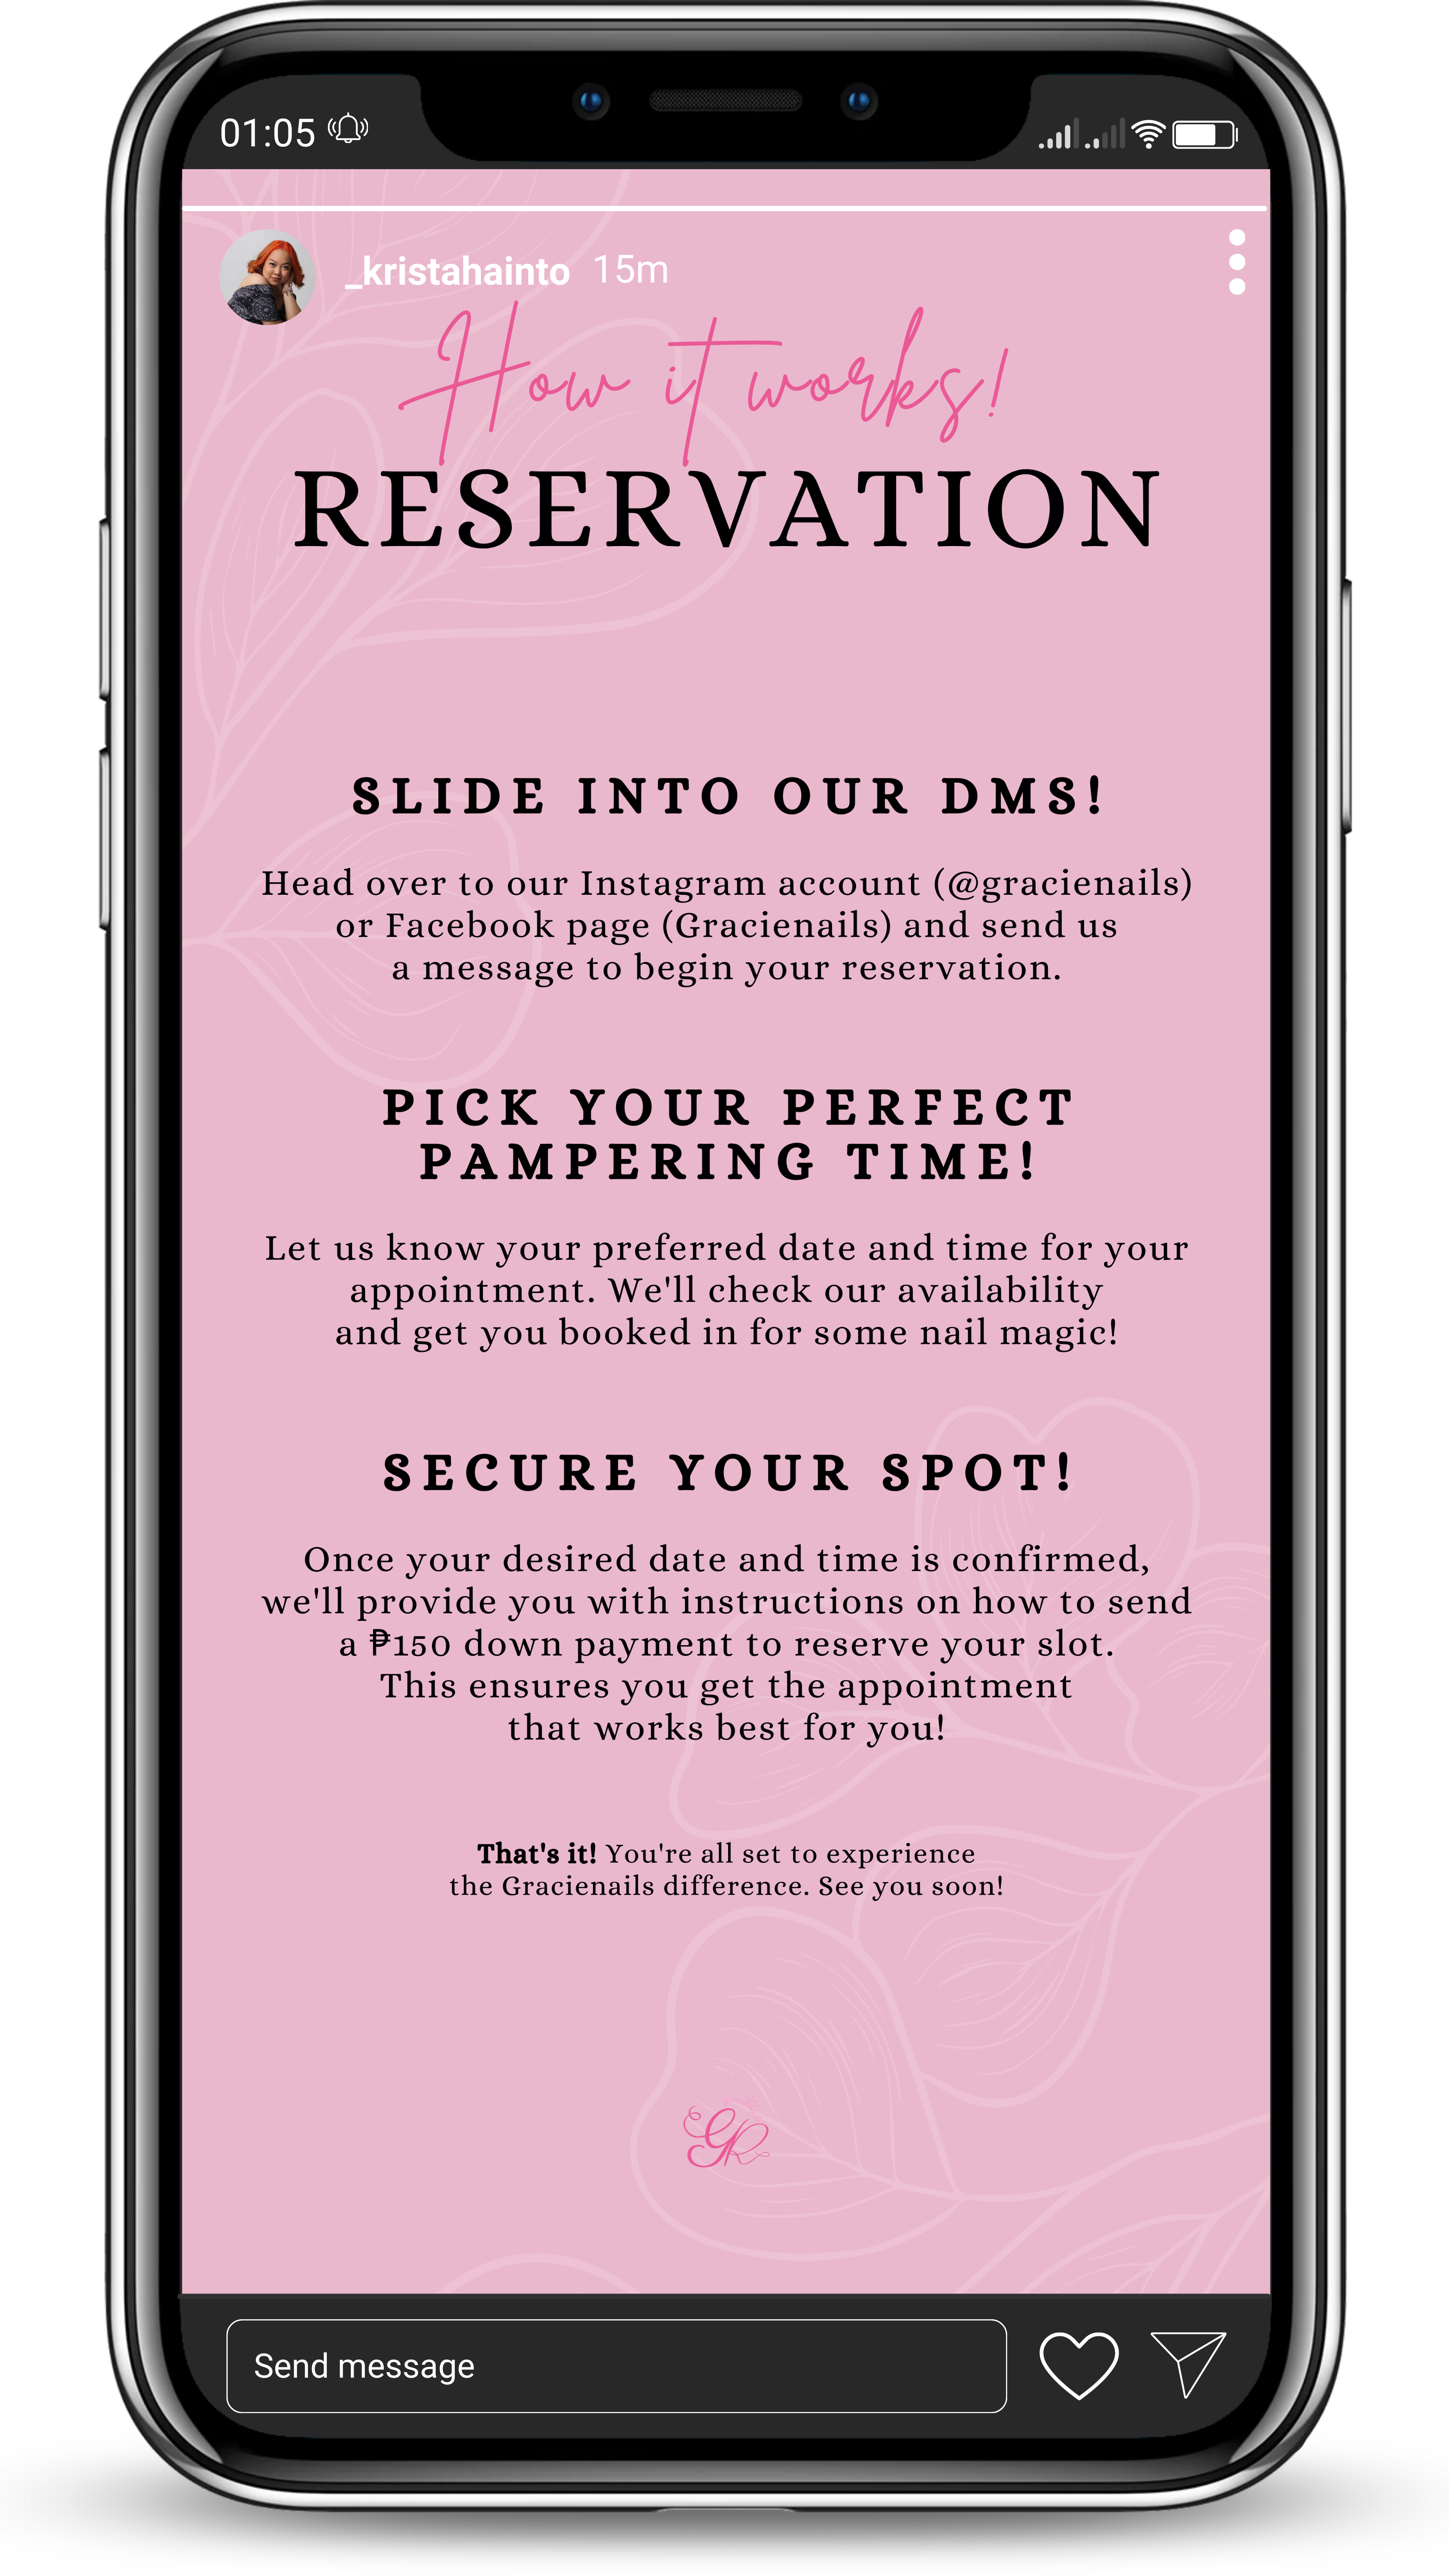 01:05
_kristahainto 15m
How it works!
RESERVATION
SLIDE INTO OUR DMS!
Head over to our Instagram account (@gracienails)
or Facebook page (Gracienails) and send us
a message to begin your reservation.
PICK YOUR PERFECT
PAMPERING TIME!
Let us know your preferred date and time for your
appointment. We'll check our availability
and get you booked in for some nail magic!
SECURE YOUR SPOT!
Once your desired date and time is confirmed,
we'll provide you with instructions on how to send
a ₱150 down payment to reserve your slot.
This ensures you get the appointment
that works best for you!
That's it! You're all set to experience
the Gracienails difference. See you soon!
GR
Send message